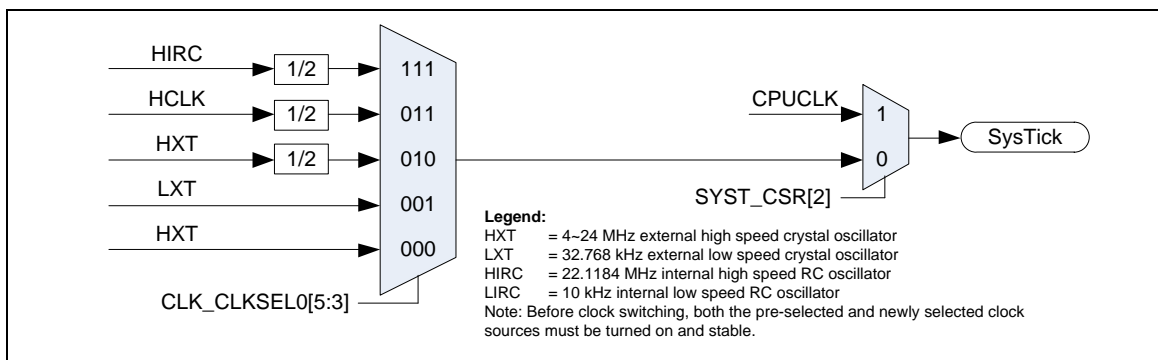 HIRC
1/2
111
HCLK
1/2
011
HXT
1/2
010
LXT
001
HXT
000
CLK_CLKSEL0[5:3]
CPUCLK
1
0
SysTick
SYST_CSR[2]
Legend:
HXT = 4~24 MHz external high speed crystal oscillator
LXT = 32.768 kHz external low speed crystal oscillator
HIRC = 22.1184 MHz internal high speed RC oscillator
LIRC = 10 kHz internal low speed RC oscillator
Note: Before clock switching, both the pre-selected and newly selected clock
sources must be turned on and stable.